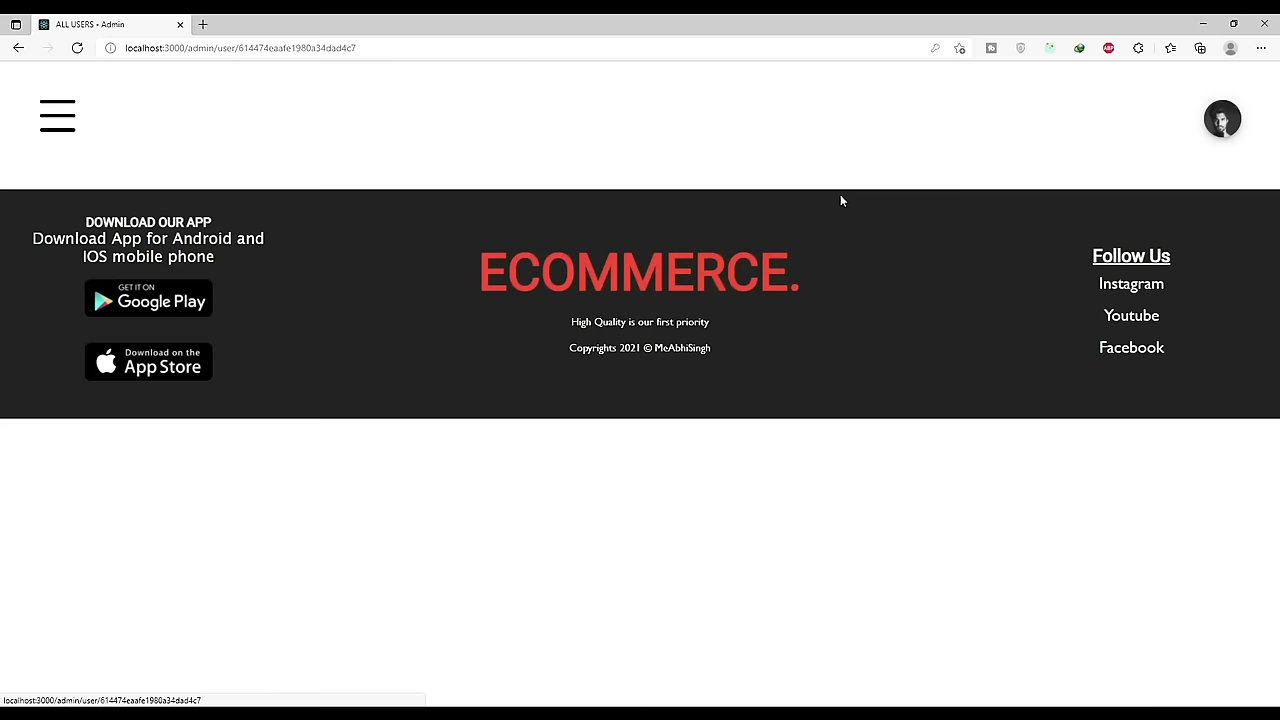 ALL USERS - Admin
localhost:3000/admin/user/614474eaafe1980a34dad4c7
ABP
DOWNLOAD OUR APP
Download App for Android and
IOS mobile phone
GET IT ON
Google Play
Download on the
App Store
ECOMMERCE.
High Quality is our first priority
Copyrights 2021 © MeAbhiSingh
Follow Us
Instagram
Youtube
Facebook
localhost:3000/admin/user/614474eaafe1980a34dad4c7